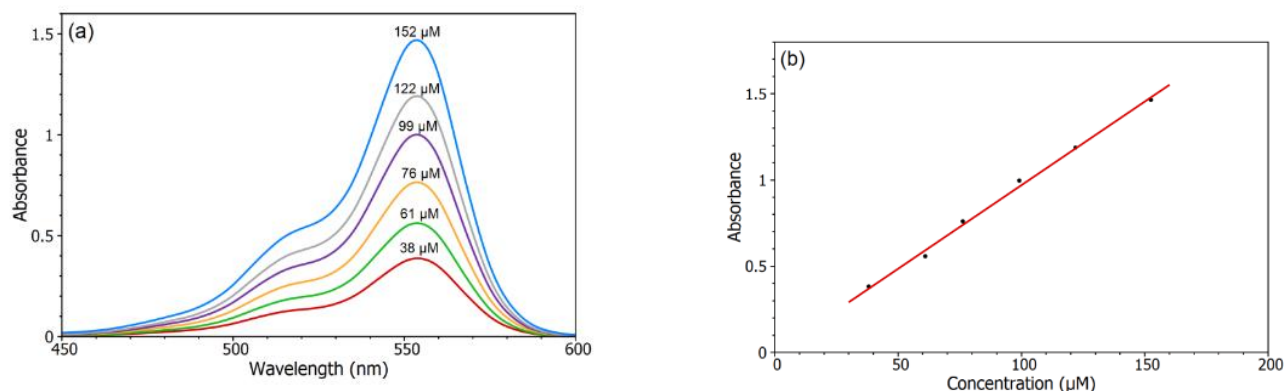 (a)
152 µM
122 µM
99 µM
76 µM
61 µM
38 µM
1.5
1
0.5
0
450
500
550
600
Absorbance
Wavelength (nm)
(b)
1.5
1
0.5
0
0
50
100
150
200
Absorbance
Concentration (µM)